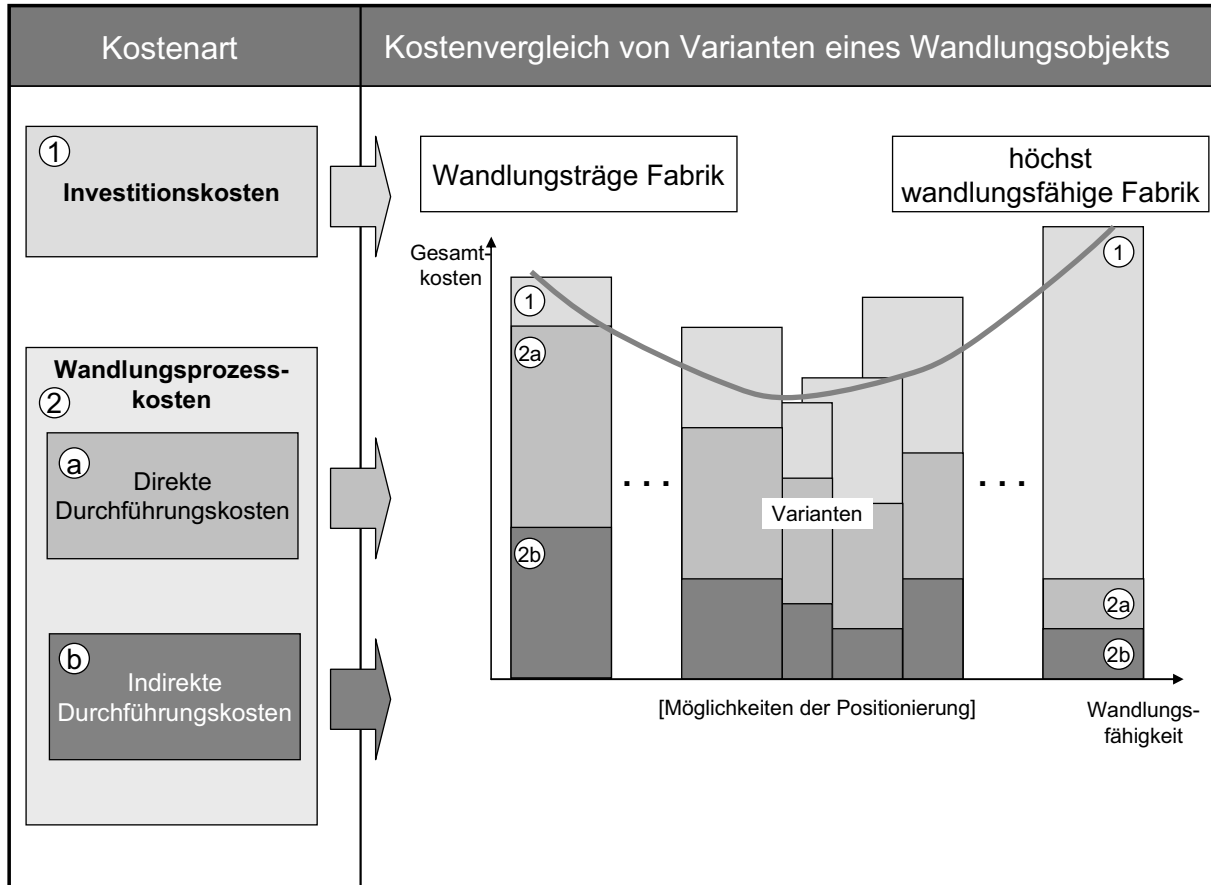 Kostenart
Kostenvergleich von Varianten eines Wandlungsobjekts
1
Investitionskosten
Wandlungsprozess-
kosten
2
a
Direkte
Durchführungskosten
b
Indirekte
Durchführungskosten
Wandlungsträge Fabrik
höchst
wandlungsfähige Fabrik
Gesamt-
kosten
1
2a
2b
. . .
Varianten
. . .
1
2a
2b
[Möglichkeiten der Positionierung]
Wandlungs-
fähigkeit